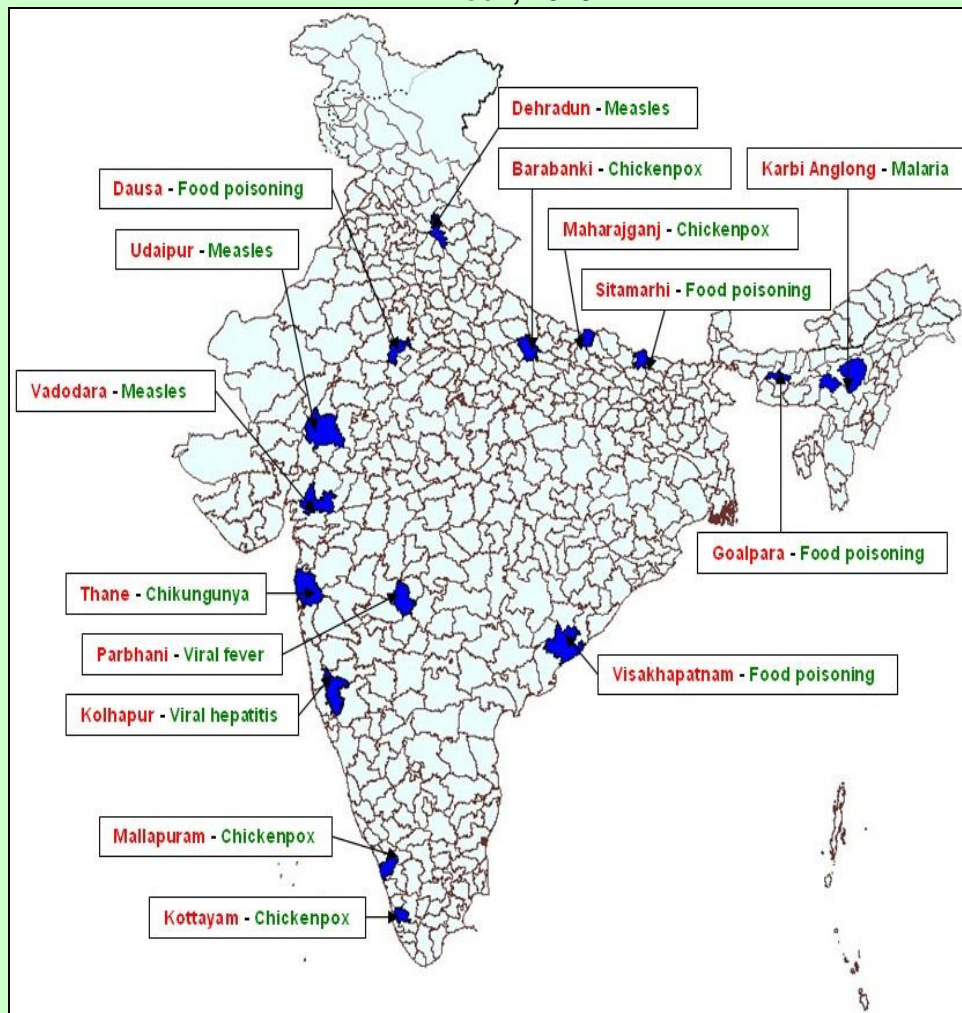 Dehradun - Measles
Barabanki - Chickenpox
Karbi Anglong - Malaria
Dausa - Food poisoning
Maharajganj - Chickenpox
Udaipur - Measles
Sitamarhi - Food poisoning
Vadodara - Measles
Goalpara - Food poisoning
Thane - Chikungunya
Parbhani - Viral fever
Visakhapatnam - Food poisoning
Kolhapur - Viral hepatitis
Mallapuram - Chickenpox
Kottayam - Chickenpox